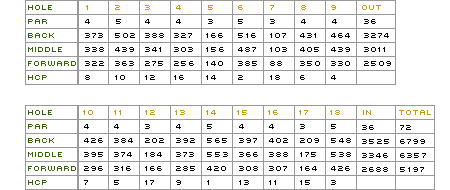 HOLE 1 2 3 4 5 6 7 8 9 OUT
PAR 4 5 4 4 3 5 3 4 4 36
BACK 373 502 388 327 166 516 107 431 464 3274
MIDDLE 338 439 341 303 156 487 103 405 439 3011
FORWARD 322 363 275 256 140 385 88 350 330 2509
HCP 8 10 12 16 14 2 18 6 4
HOLE 10 11 12 13 14 15 16 17 18 IN TOTAL
PAR 4 4 3 4 5 4 4 3 5 36 72
BACK 426 384 202 392 565 397 402 209 548 3525 6799
MIDDLE 395 374 184 373 553 366 388 175 538 3346 6357
FORWARD 296 316 166 285 420 308 307 164 426 2688 5197
HCP 7 5 17 9 1 13 11 15 3